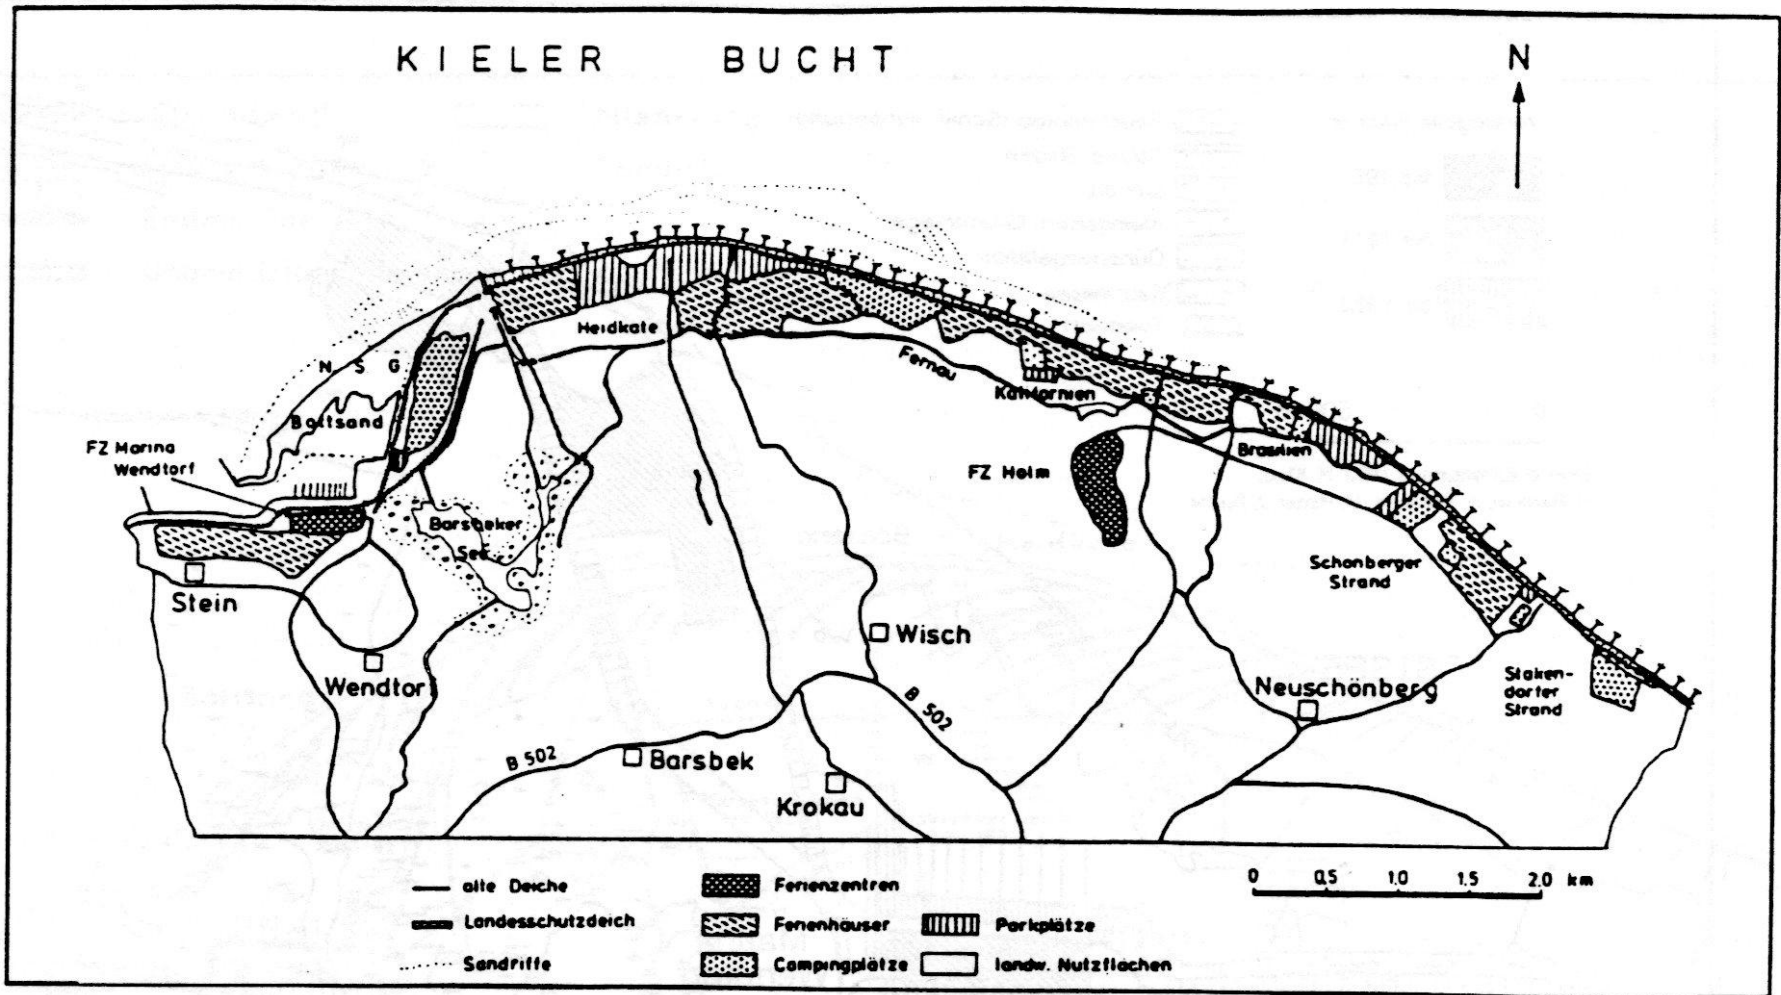 KIELER BUCHT
N
Heidkate
N S G
Fernau
Bottsand
Kalifornien
FZ Marina
Wendtorf
Brasilien
FZ Holm
Barsbeker
See
Schönberger
Strand
Stein
Wisch
Wendtorf
Neuschönberg
Staken-
dorfer
Strand
B 502
B 502
Barsbek
Krokau
alte Deiche
Landesschutzdeich
Sandriffe
Ferienzentren
Ferienhäuser
Campingplätze
Parkplätze
landw. Nutzflächen
0 0,5 1.0 1.5 2.0 km